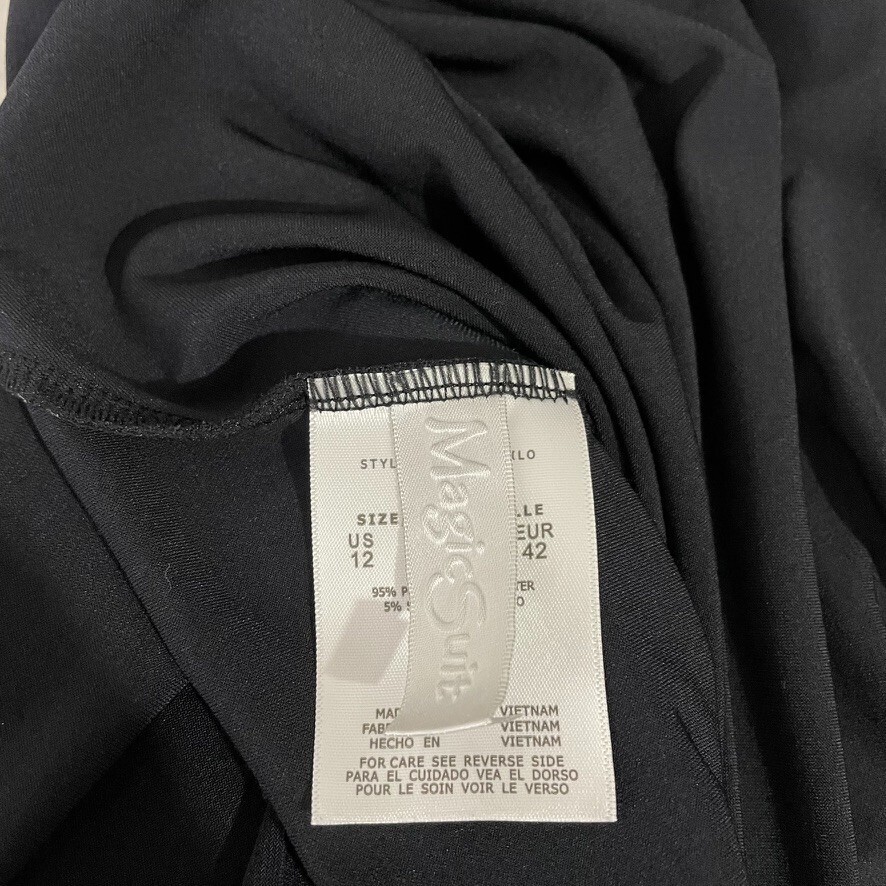 MagicSuit
STYL ILO
SIZE LLE
US EUR
12 42
95% P TER
5% S O
MAD VIETNAM
FAB VIETNAM
HECHO EN VIETNAM
FOR CARE SEE REVERSE SIDE
PARA EL CUIDADO VEA EL DORSO
POUR LE SOIN VOIR LE VERSO